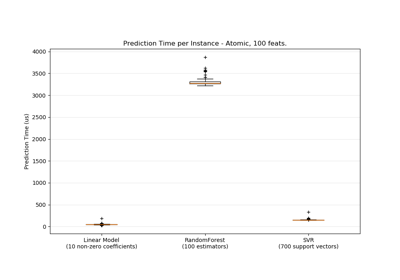 Prediction Time per Instance - Atomic, 100 feats.
4000
3500
3000
2500
2000
1500
1000
500
0
Prediction Time (us)
Linear Model
(10 non-zero coefficients)
RandomForest
(100 estimators)
SVR
(700 support vectors)